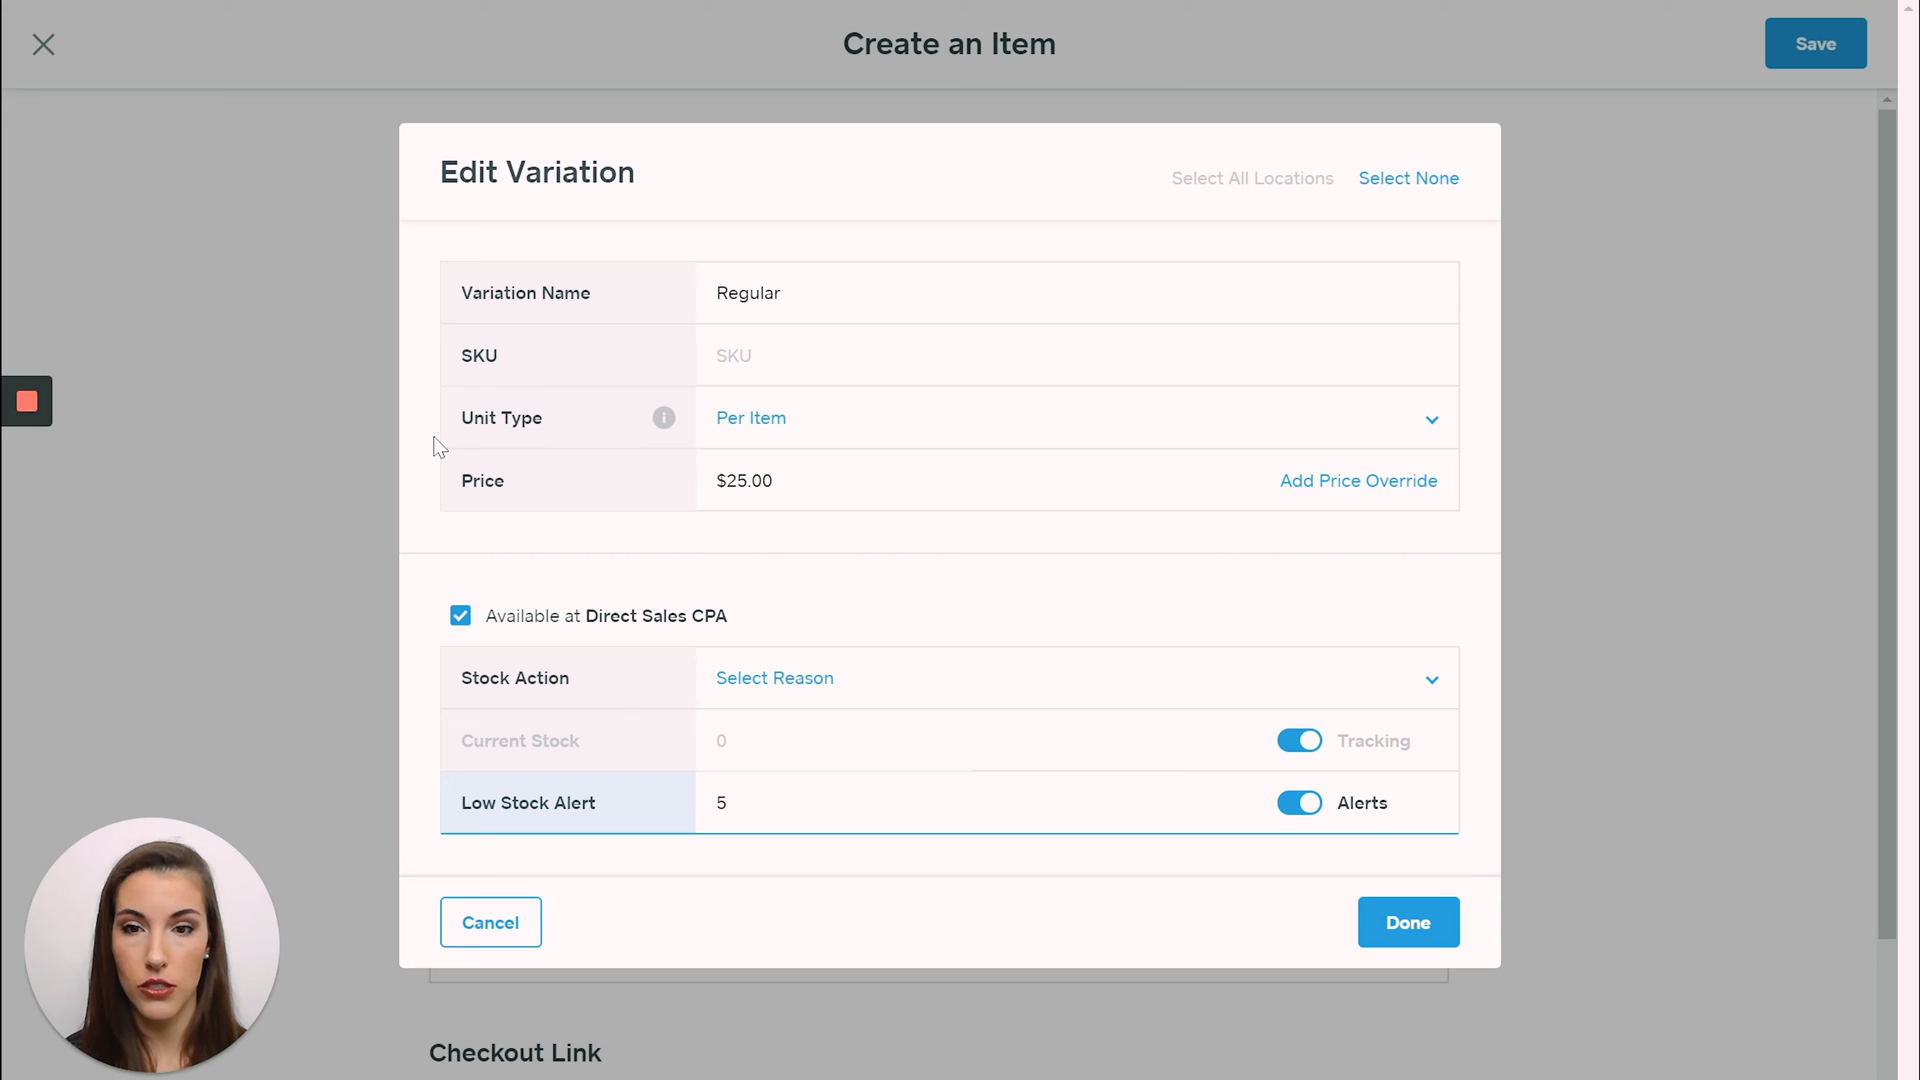 Create an Item
Save
Edit Variation
Select All Locations
Select None
Variation Name
Regular
SKU
SKU
Unit Type
i
Per Item
Price
$25.00
Add Price Override
Available at Direct Sales CPA
Stock Action
Select Reason
Current Stock
0
Tracking
Low Stock Alert
5
Alerts
Cancel
Done
Checkout Link